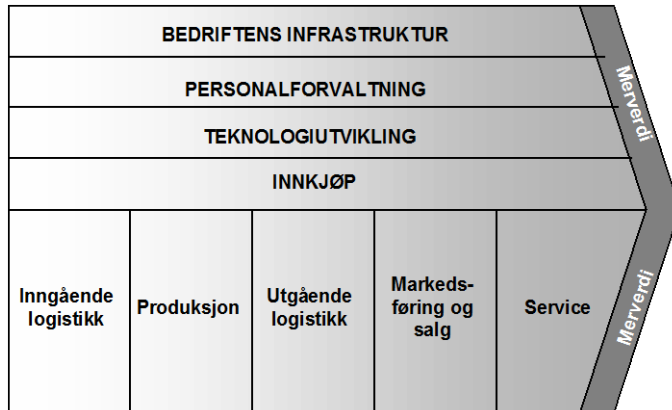 BEDRIFTENS INFRASTRUKTUR
PERSONALFORVALTNING
TEKNOLOGIUTVIKLING
INNKJØP
Merverdi
Inngående
logistikk
Produksjon
Utgående
logistikk
Markeds-
føring og
salg
Service
Merverdi